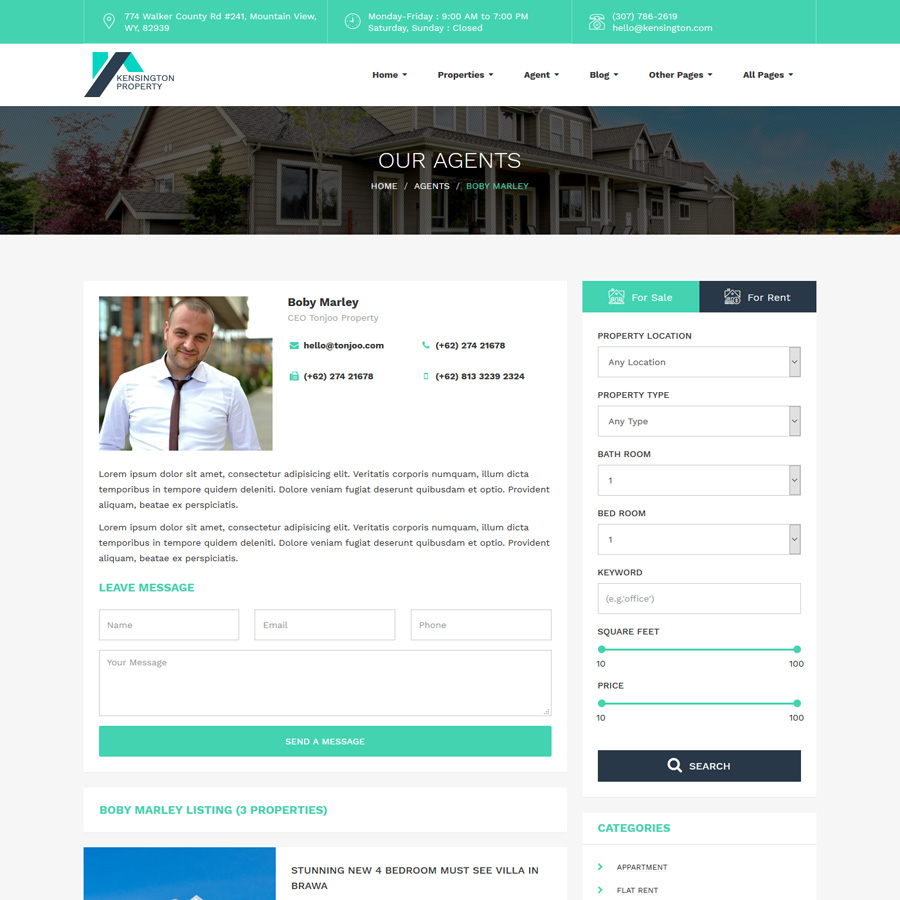 774 Walker County Rd #241, Mountain View,
WY, 82939
Monday-Friday : 9:00 AM to 7:00 PM
Saturday, Sunday : Closed
(307) 786-2619
hello@kensington.com
KENSINGTON
PROPERTY
Home
Properties
Agent
Blog
Other Pages
All Pages
OUR AGENTS
HOME / AGENTS / BOBY MARLEY
Boby Marley
CEO Tonjoo Property
hello@tonjoo.com
(+62) 274 21678
(+62) 274 21678
(+62) 813 3239 2324
Lorem ipsum dolor sit amet, consectetur adipisicing elit. Veritatis corporis numquam, illum dicta
temporibus in tempore quidem deleniti. Dolore veniam fugiat deserunt quibusdam et optio. Provident
aliquam, beatae ex perspiciatis.
Lorem ipsum dolor sit amet, consectetur adipisicing elit. Veritatis corporis numquam, illum dicta
temporibus in tempore quidem deleniti. Dolore veniam fugiat deserunt quibusdam et optio. Provident
aliquam, beatae ex perspiciatis.
LEAVE MESSAGE
Name
Email
Phone
Your Message
SEND A MESSAGE
BOBY MARLEY LISTING (3 PROPERTIES)
STUNNING NEW 4 BEDROOM MUST SEE VILLA IN
BRAWA
For Sale
For Rent
PROPERTY LOCATION
Any Location
PROPERTY TYPE
Any Type
BATH ROOM
1
BED ROOM
1
KEYWORD
(e.g.'office')
SQUARE FEET
10 100
PRICE
10 100
SEARCH
CATEGORIES
APPARTMENT
FLAT RENT